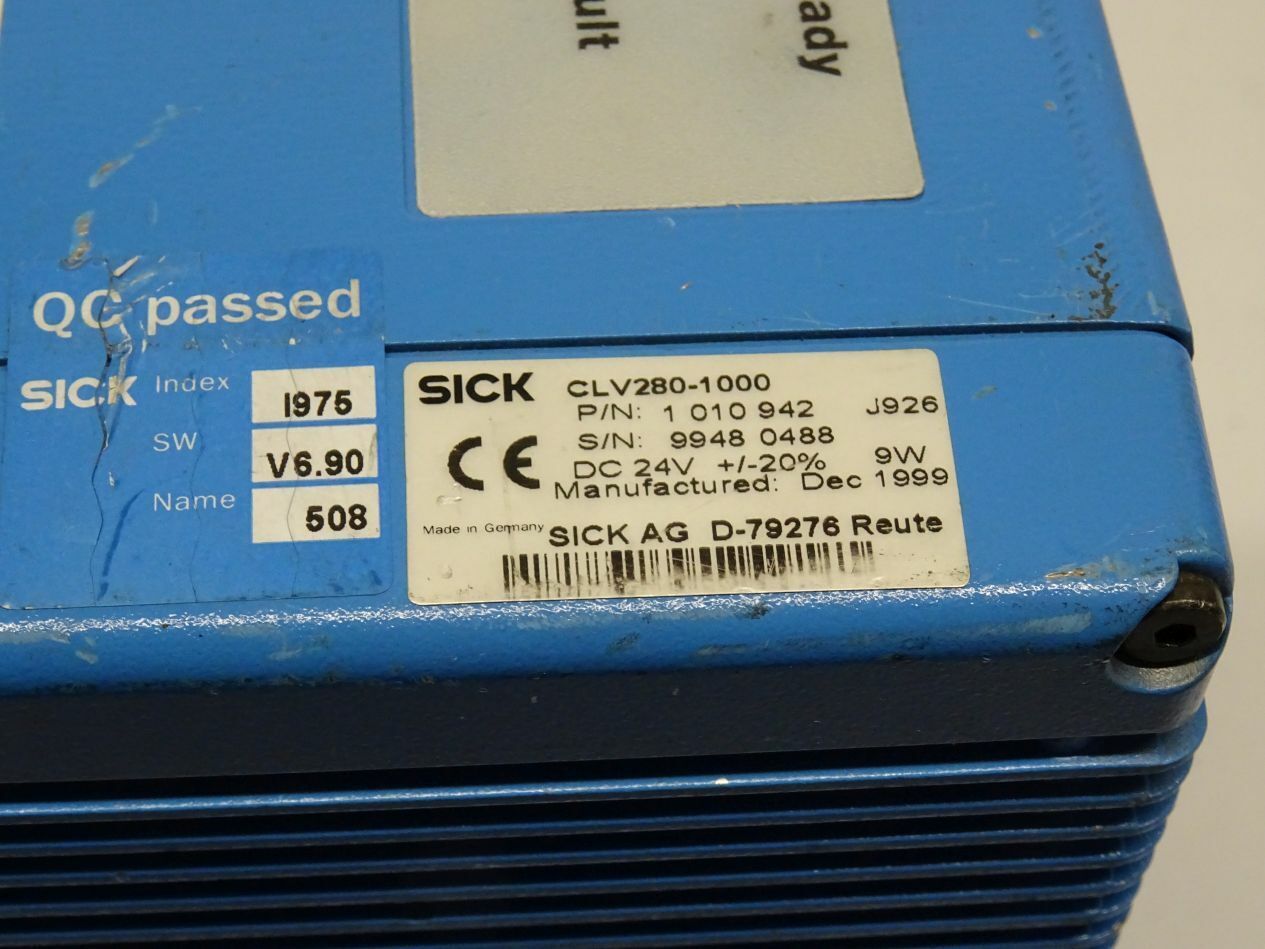 ult
ady
QC passed
SICK Index I975
SW V6.90
Name 508
SICK CLV280-1000
P/N: 1 010 942 J926
S/N: 9948 0488
DC 24V +/-20% 9W
CE
Manufactured: Dec 1999
Made in Germany SICK AG D-79276 Reute